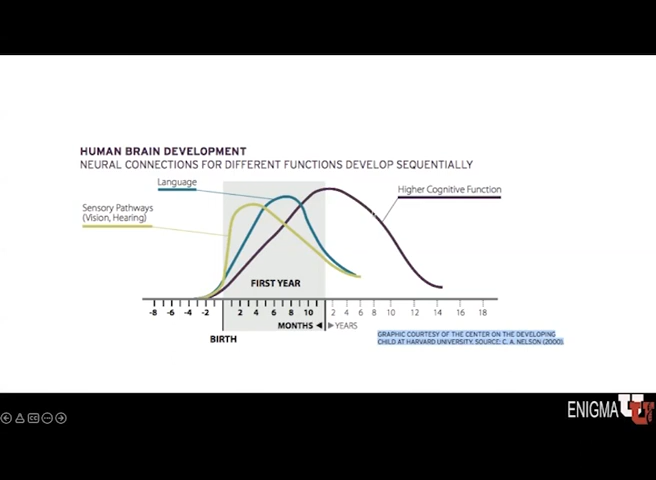 HUMAN BRAIN DEVELOPMENT
NEURAL CONNECTIONS FOR DIFFERENT FUNCTIONS DEVELOP SEQUENTIALLY
Language
Higher Cognitive Function
Sensory Pathways
(Vision, Hearing)
FIRST YEAR
-8 -6 -4 -2 2 4 6 8 10 2 4 6 8 10 12 14 16 18
MONTHS ◀ ▶ YEARS
BIRTH
GRAPHIC COURTESY OF THE CENTER ON THE DEVELOPING
CHILD AT HARVARD UNIVERSITY. SOURCE: C. A. NELSON (2000).
ENIGMA
CC